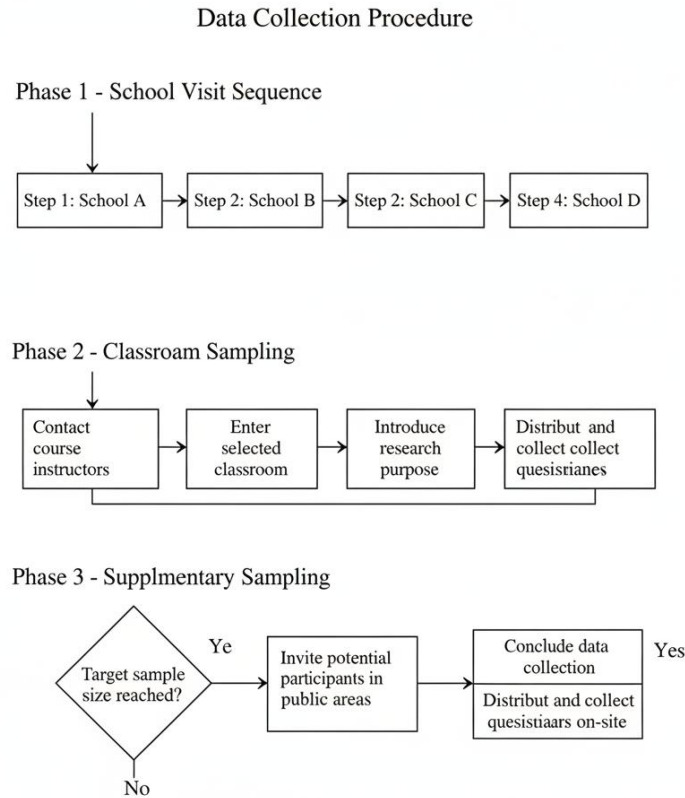 Data Collection Procedure
Phase 1 - School Visit Sequence
Step 1: School A
Step 2: School B
Step 2: School C
Step 4: School D
Phase 2 - Classroam Sampling
Contact
course
instructors
Enter
selected
classroom
Introduce
research
purpose
Distribut and
collect collect
quesisrianes
Phase 3 - Supplmentary Sampling
Target sample
size reached?
Ye
No
Invite potential
participants in
public areas
Conclude data
collection
Yes
Distribut and collect
quesistiaars on-site